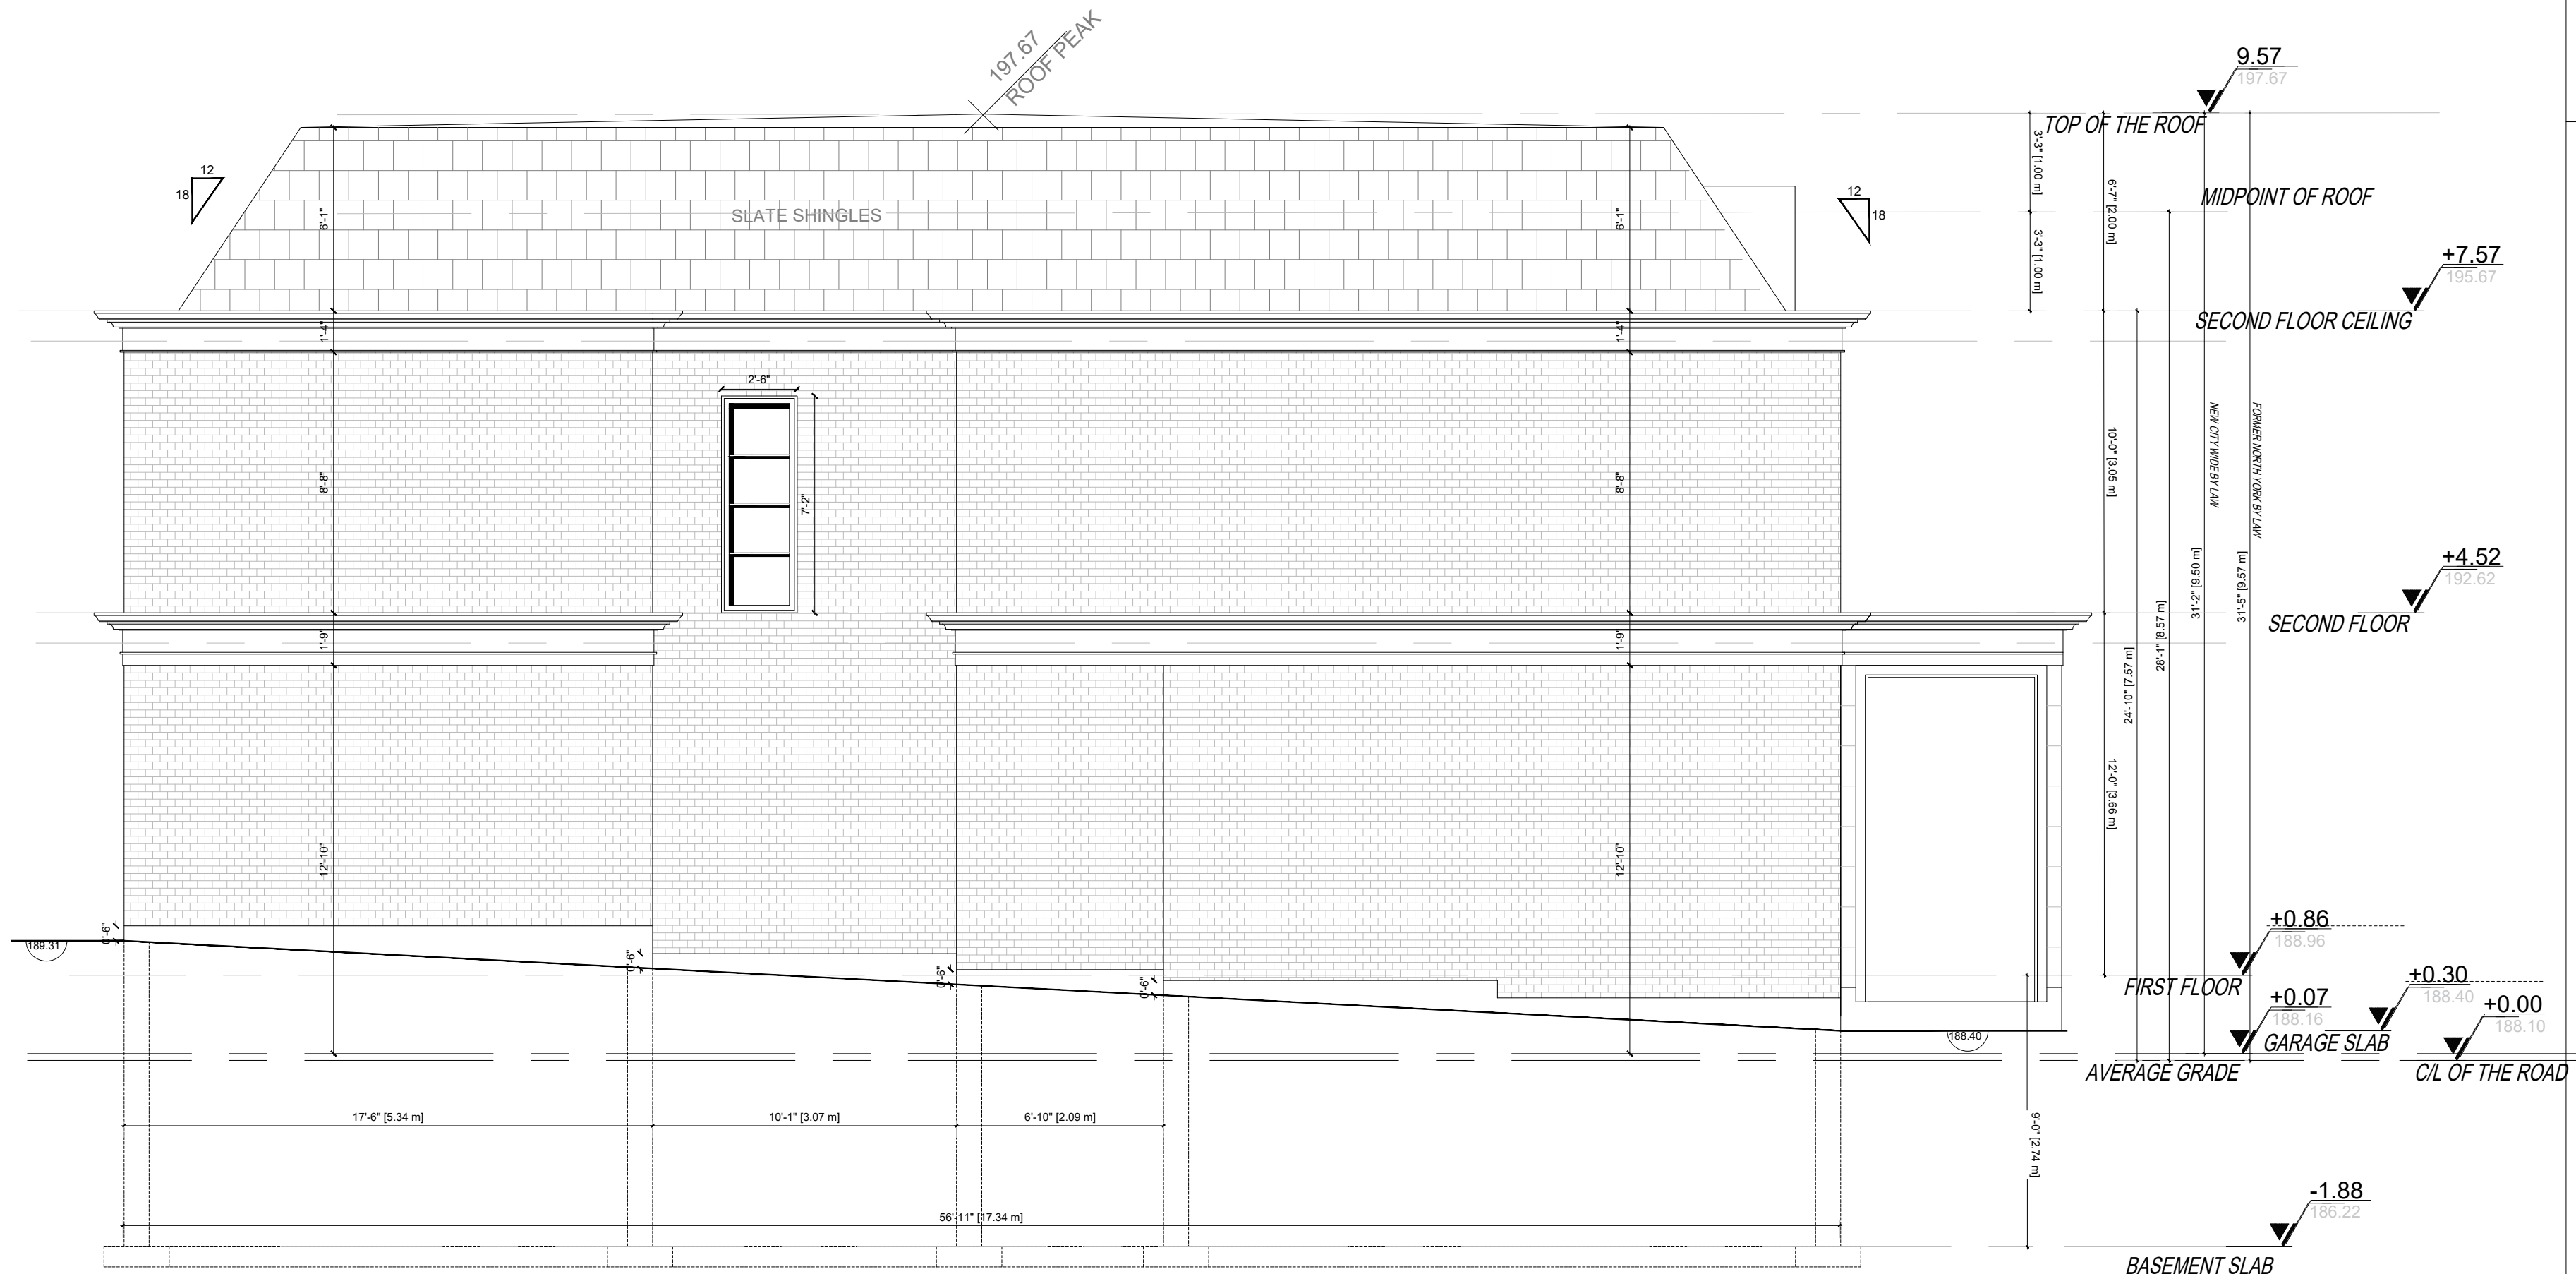 197.67
ROOF PEAK
9.57
197.67
TOP OF THE ROOF
12
18
12
18
SLATE SHINGLES
6'-1"
6'-1"
3'-3" [1.00 m]
3'-3" [1.00 m]
6'-7" [2.00 m]
MIDPOINT OF ROOF
+7.57
195.67
SECOND FLOOR CEILING
1'-4"
1'-4"
2'-6"
7'-2"
8'-8"
8'-8"
10'-0" [3.05 m]
NEW CITY WIDE BY LAW
FORMER NORTH YORK BY LAW
31'-2" [9.50 m]
31'-5" [9.57 m]
28'-1" [8.57 m]
24'-10" [7.57 m]
+4.52
192.62
SECOND FLOOR
1'-9"
1'-9"
12'-10"
12'-10"
12'-0" [3.66 m]
0'-6"
0'-6"
0'-6"
0'-6"
189.31
188.40
+0.86
188.96
FIRST FLOOR
+0.30
188.40
GARAGE SLAB
+0.07
188.16
AVERAGE GRADE
+0.00
188.10
C/L OF THE ROAD
17'-6" [5.34 m]
10'-1" [3.07 m]
6'-10" [2.09 m]
9'-0" [2.74 m]
56'-11" [17.34 m]
-1.88
186.22
BASEMENT SLAB